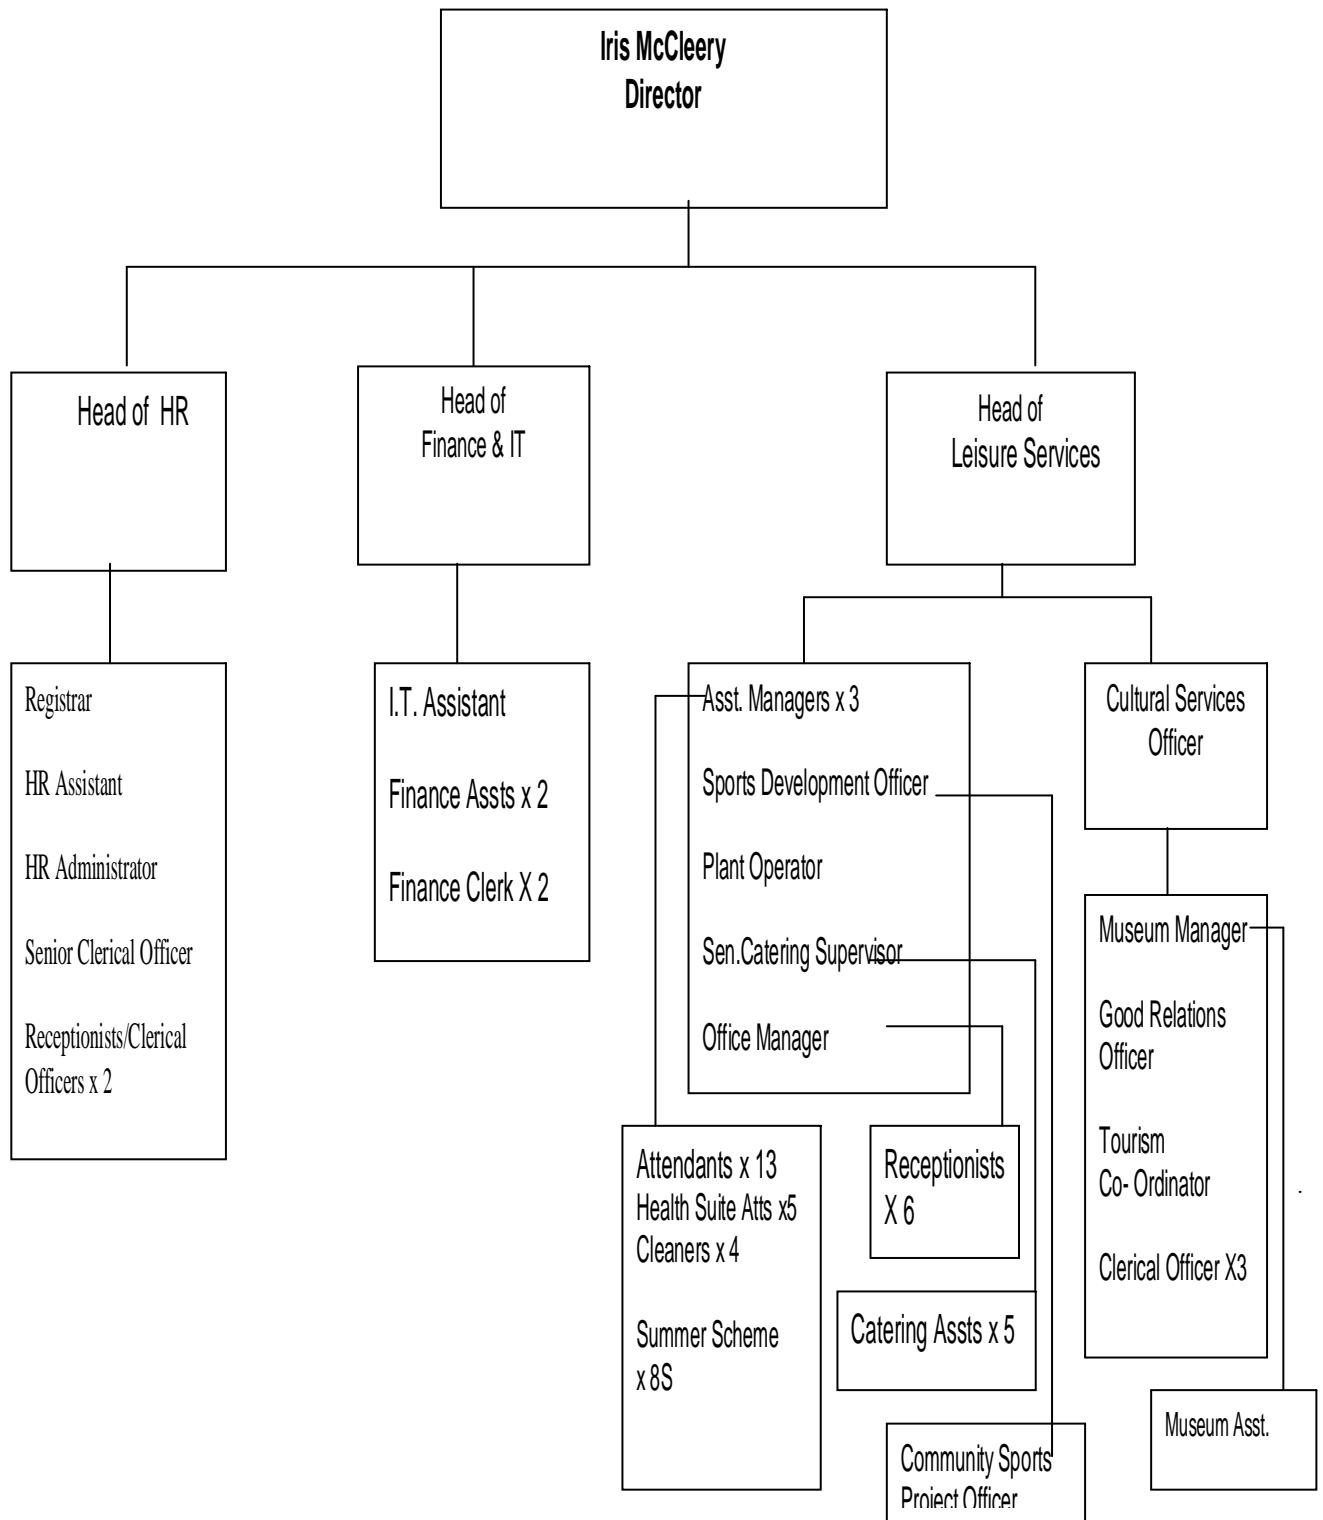 Iris McCleery
Director
Head of HR
Head of
Finance & IT
Head of
Leisure Services
Registrar
HR Assistant
HR Administrator
Senior Clerical Officer
Receptionists/Clerical
Officers x 2
I.T. Assistant
Finance Assts x 2
Finance Clerk X 2
Asst. Managers x 3
Sports Development Officer
Plant Operator
Sen.Catering Supervisor
Office Manager
Cultural Services
Officer
Museum Manager
Good Relations
Officer
Tourism
Co- Ordinator
Clerical Officer X3
Attendants x 13
Health Suite Atts x5
Cleaners x 4
Summer Scheme
x 8S
Receptionists
X 6
Catering Assts x 5
Community Sports
Project Officer
Museum Asst.